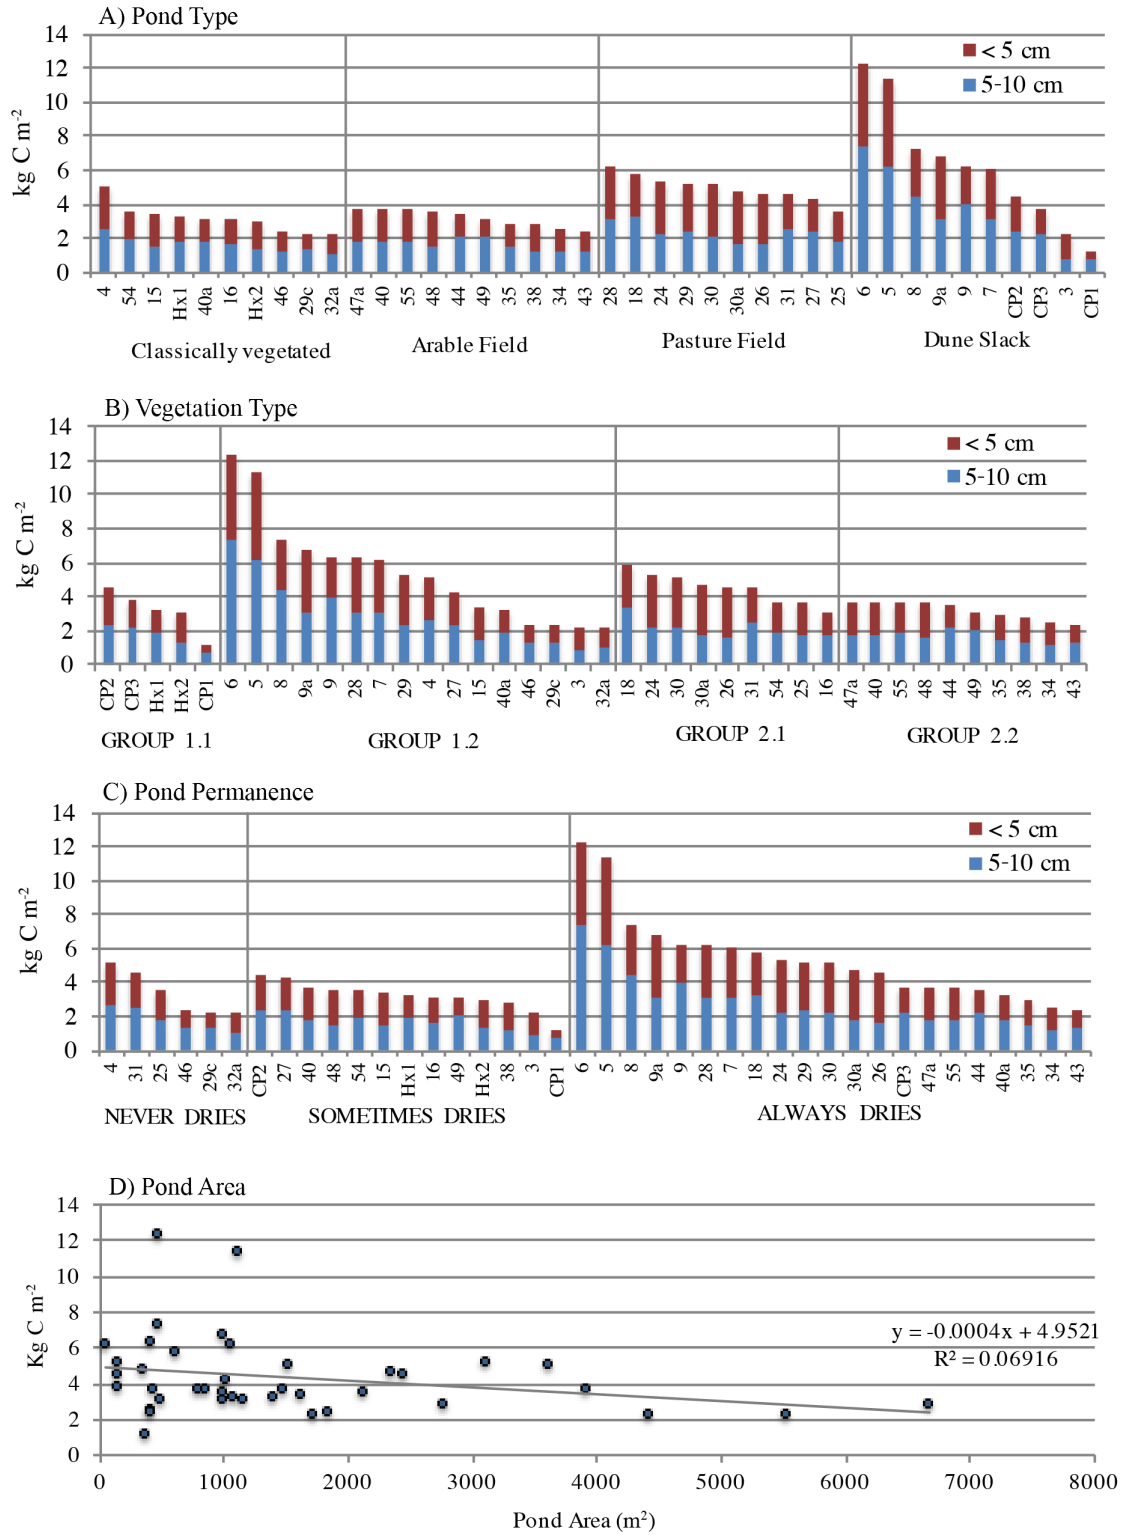 A) Pond Type
14
12
10
8
6
4
2
0
kg C m-2
< 5 cm
5-10 cm
4 54 15 Hx1 40a 16 Hx2 46 29c 32a 47a 40 55 48 44 49 35 38 34 43 28 18 24 29 30 30a 26 31 27 25 6 5 8 9a 9 7 CP2 CP3 3 CP1
Classically vegetated Arable Field Pasture Field Dune Slack
B) Vegetation Type
14
12
10
8
6
4
2
0
kg C m-2
< 5 cm
5-10 cm
CP2 CP3 Hx1 Hx2 CP1 6 5 8 9a 9 28 7 29 4 27 15 40a 46 29c 3 32a 18 24 30 30a 26 31 54 25 16 47a 40 55 48 44 49 35 38 34 43
GROUP 1.1 GROUP 1.2 GROUP 2.1 GROUP 2.2
C) Pond Permanence
14
12
10
8
6
4
2
0
kg C m-2
< 5 cm
5-10 cm
4 31 25 46 29c 32a CP2 27 40 48 54 15 Hx1 16 49 Hx2 38 3 CP1 6 5 8 9a 9 28 7 18 24 29 30 30a 26 CP3 47a 55 44 40a 35 34 43
NEVER DRIES SOMETIMES DRIES ALWAYS DRIES
D) Pond Area
14
12
10
8
6
4
2
0
Kg C m-2
y = -0.0004x + 4.9521
R² = 0.06916
0 1000 2000 3000 4000 5000 6000 7000 8000
Pond Area (m²)